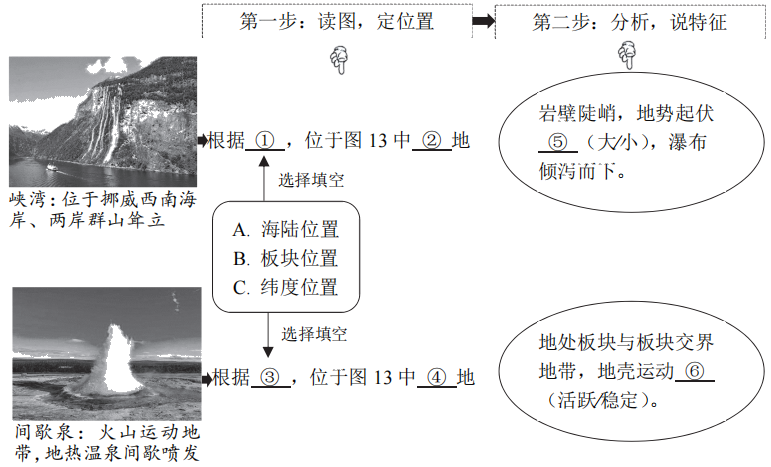 第一步：读图，定位置
第二步：分析，说特征
根据 ① ，位于图 13 中 ② 地
岩壁陡峭，地势起伏
⑤ （大/小），瀑布
倾泻而下。
选择填空
峡湾：位于挪威西南海
岸、两岸群山耸立
A. 海陆位置
B. 板块位置
C. 纬度位置
选择填空
根据 ③ ，位于图 13 中 ④ 地
地处板块与板块交界
地带，地壳运动 ⑥
（活跃/稳定）。
间歇泉：火山运动地
带，地热温泉间歇喷发